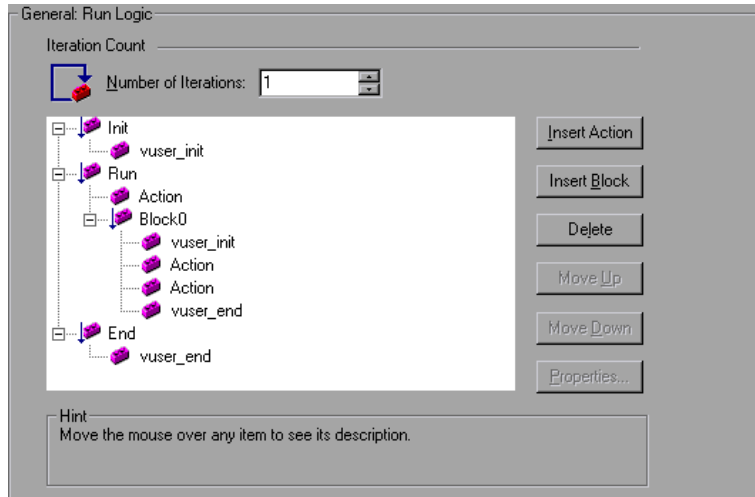 General: Run Logic
Iteration Count
Number of Iterations: 1
Init
vuser_init
Run
Action
Block0
vuser_init
Action
Action
vuser_end
End
vuser_end
Insert Action
Insert Block
Delete
Move Up
Move Down
Properties...
Hint
Move the mouse over any item to see its description.